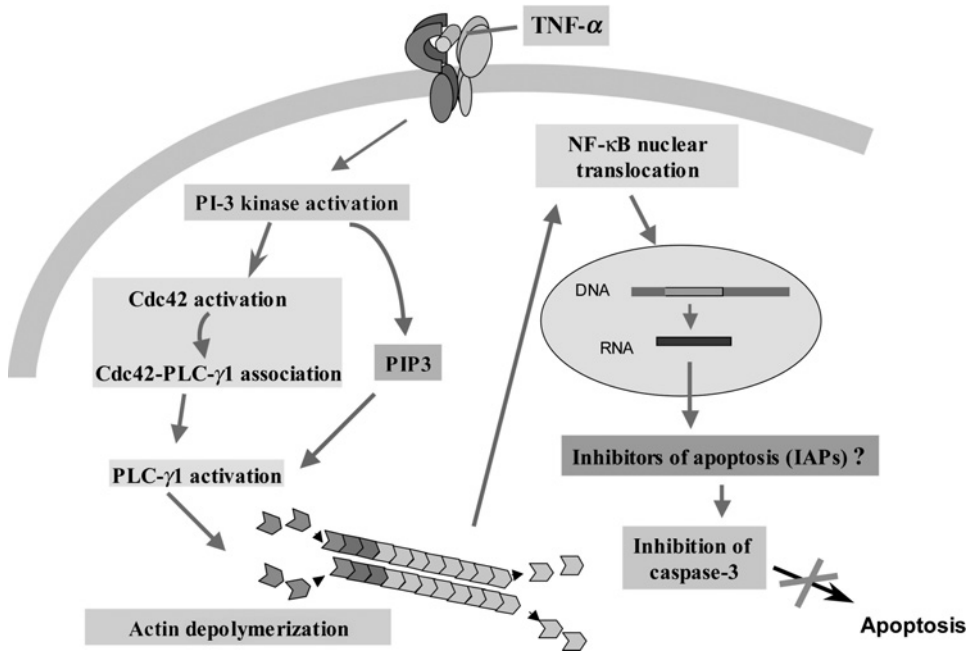 TNF-α
PI-3 kinase activation
Cdc42 activation
Cdc42-PLC-γ1 association
PIP3
PLC-γ1 activation
Actin depolymerization
NF-κB nuclear
translocation
DNA
RNA
Inhibitors of apoptosis (IAPs) ?
Inhibition of
caspase-3
Apoptosis